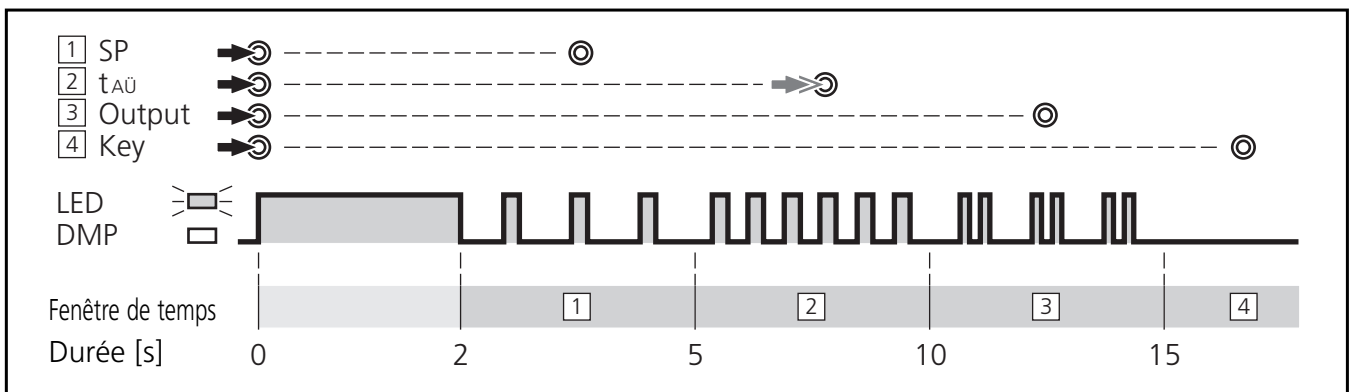 1 SP
2 tAÜ
3 Output
4 Key
LED
DMP
Fenêtre de temps 1 2 3 4
Durée [s] 0 2 5 10 15